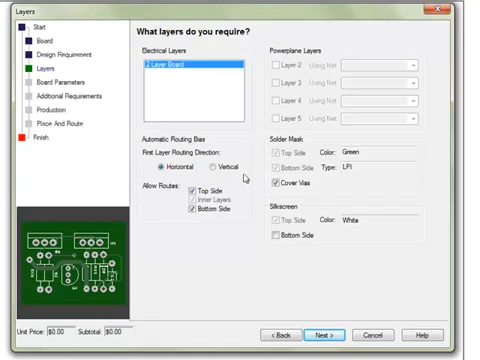 Layers
Start
Board
Design Requirement
Layers
Board Parameters
Additional Requirements
Production
Place And Route
Finish
What layers do you require?
Electrical Layers
2 Layer Board
Powerplane Layers
Layer 2 Using Net:
Layer 3 Using Net:
Layer 4 Using Net:
Layer 5 Using Net:
Automatic Routing Bias
First Layer Routing Direction:
Horizontal Vertical
Allow Routes:
Top Side
Inner Layers
Bottom Side
Solder Mask
Top Side Color: Green
Bottom Side Type: LPI
Cover Vias
Silkscreen
Top Side Color: White
Bottom Side
Unit Price: $0.00 Subtotal: $0.00
< Back Next > Cancel Help